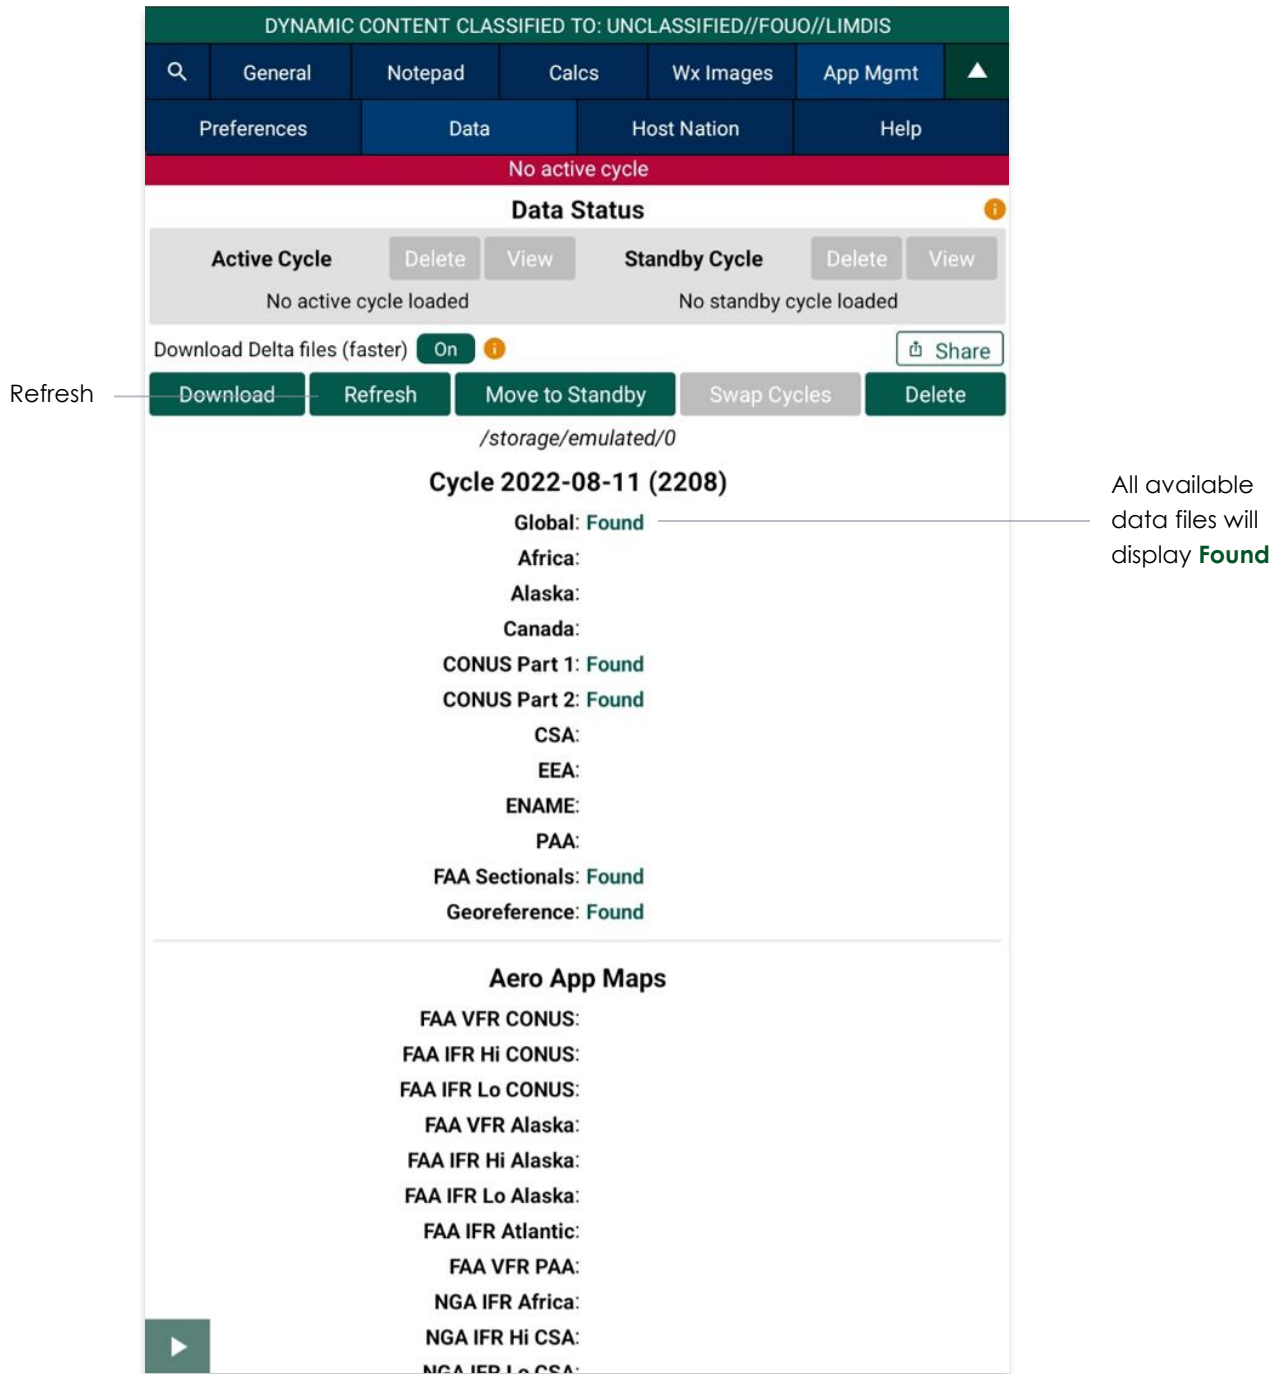 DYNAMIC CONTENT CLASSIFIED TO: UNCLASSIFIED//FOUO//LIMDIS
General Notepad Calcs Wx Images App Mgmt
Preferences Data Host Nation Help
No active cycle
Data Status
Active Cycle Delete View Standby Cycle Delete View
No active cycle loaded No standby cycle loaded
Download Delta files (faster) On Share
Refresh
Download Refresh Move to Standby Swap Cycles Delete
/storage/emulated/0
Cycle 2022-08-11 (2208)
Global: Found
All available
data files will
display Found
Africa:
Alaska:
Canada:
CONUS Part 1: Found
CONUS Part 2: Found
CSA:
EEA:
ENAME:
PAA:
FAA Sectionals: Found
Georeference: Found
Aero App Maps
FAA VFR CONUS:
FAA IFR Hi CONUS:
FAA IFR Lo CONUS:
FAA VFR Alaska:
FAA IFR Hi Alaska:
FAA IFR Lo Alaska:
FAA IFR Atlantic:
FAA VFR PAA:
NGA IFR Africa:
NGA IFR Hi CSA:
NGA IFR Lo CSA: